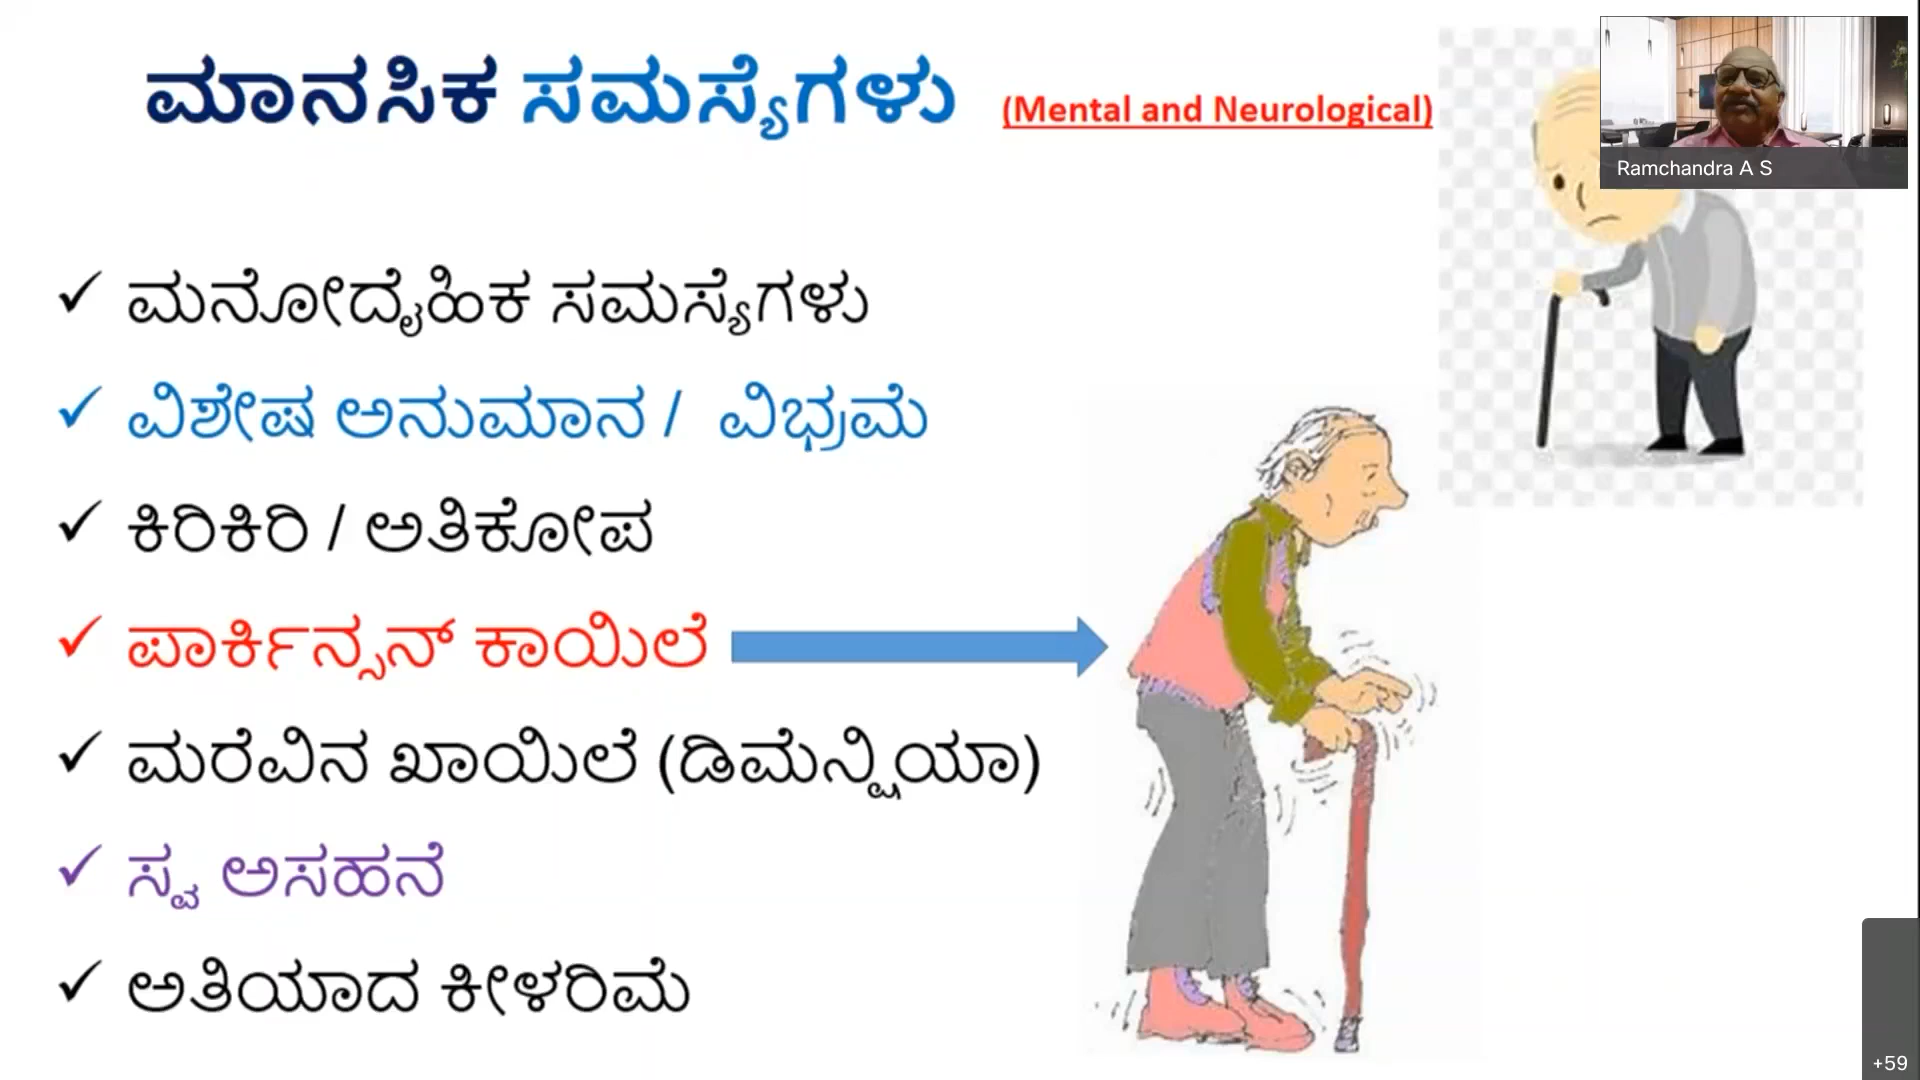 ಮಾನಸಿಕ ಸಮಸ್ಯೆಗಳು (Mental and Neurological)
Ramchandra A S
✓ ಮನೋದೈಹಿಕ ಸಮಸ್ಯೆಗಳು
✓ ವಿಶೇಷ ಅನುಮಾನ / ವಿಭ್ರಮೆ
✓ ಕಿರಿಕಿರಿ / ಅತಿಕೋಪ
✓ ಪಾರ್ಕಿನ್ಸನ್ ಕಾಯಿಲೆ
✓ ಮರೆವಿನ ಖಾಯಿಲೆ (ಡಿಮೆನ್ಷಿಯಾ)
✓ ಸ್ವ ಅಸಹನೆ
✓ ಅತಿಯಾದ ಕೀಳರಿಮೆ
+59